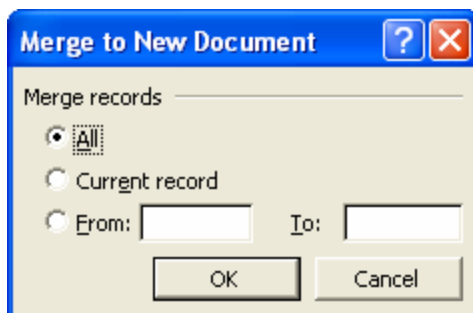 Merge to New Document
Merge records
All
Current record
From: To:
OK Cancel